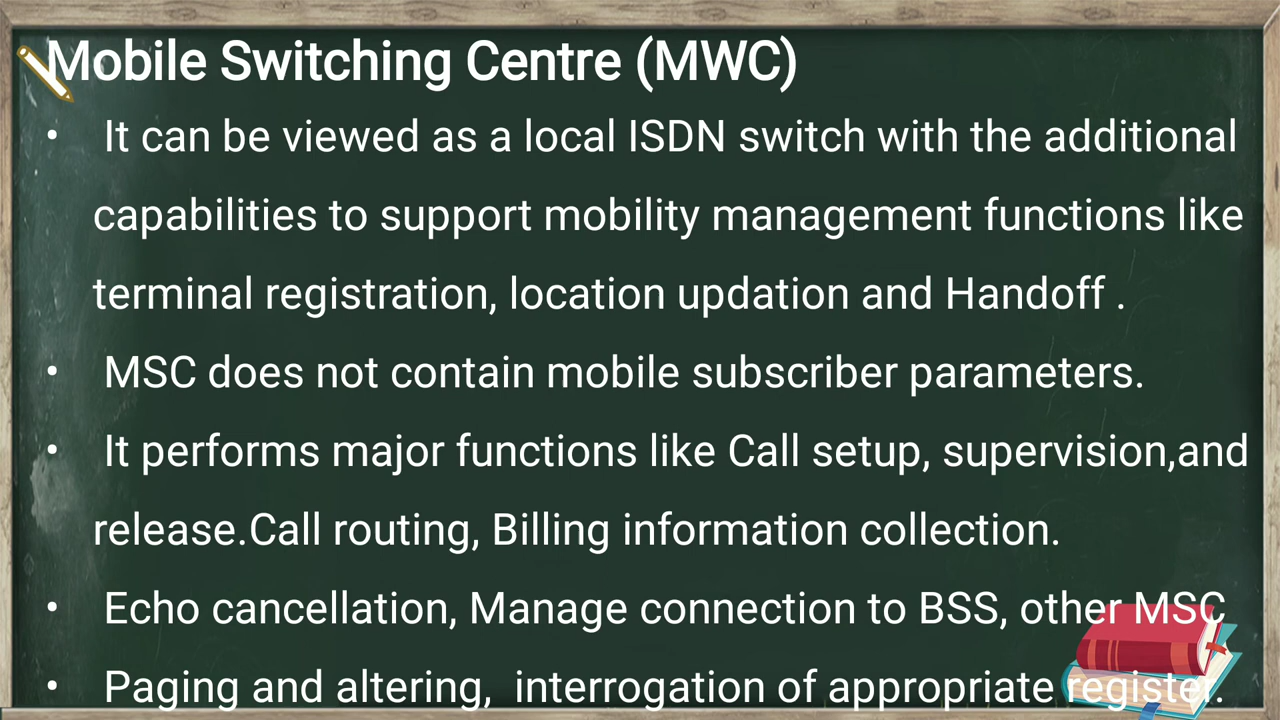 Mobile Switching Centre (MWC)
• It can be viewed as a local ISDN switch with the additional
capabilities to support mobility management functions like
terminal registration, location updation and Handoff .
• MSC does not contain mobile subscriber parameters.
• It performs major functions like Call setup, supervision,and
release.Call routing, Billing information collection.
• Echo cancellation, Manage connection to BSS, other MSC
• Paging and altering,  interrogation of appropriate register.